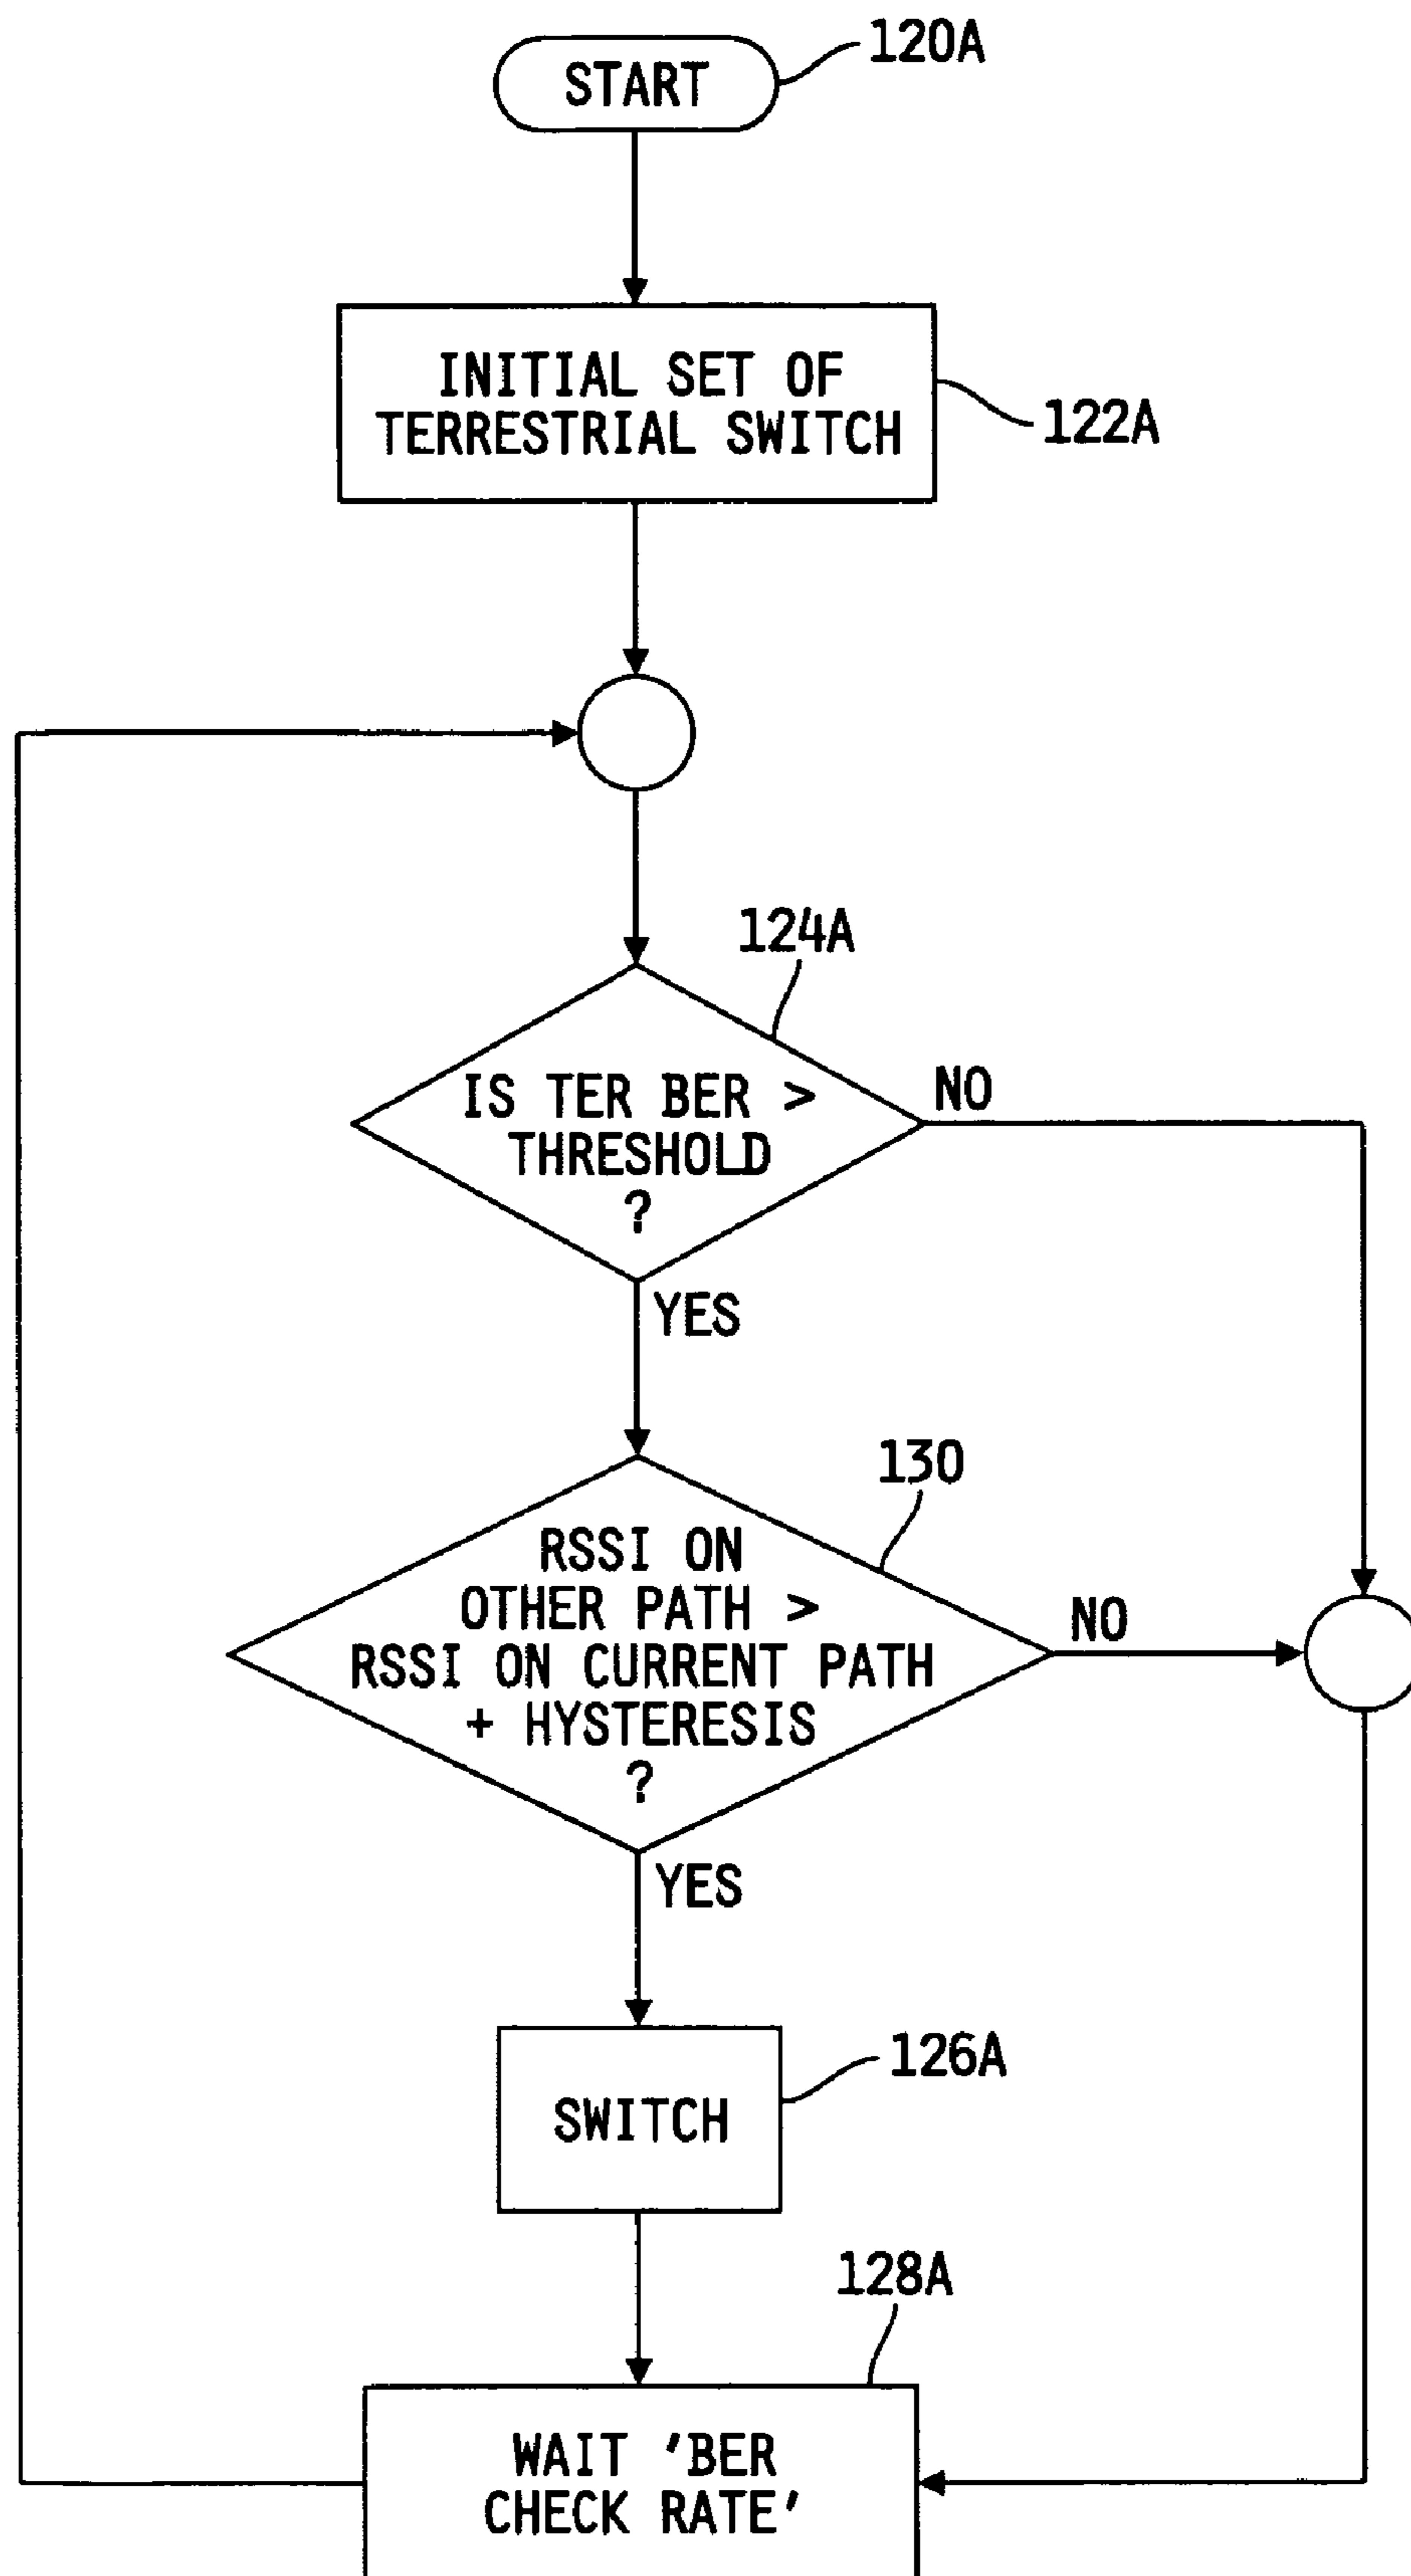 START
120A
INITIAL SET OF
TERRESTRIAL SWITCH
122A
124A
IS TER BER >
THRESHOLD
?
NO
YES
130
RSSI ON
OTHER PATH >
RSSI ON CURRENT PATH
+ HYSTERESIS
?
NO
YES
126A
SWITCH
128A
WAIT 'BER
CHECK RATE'